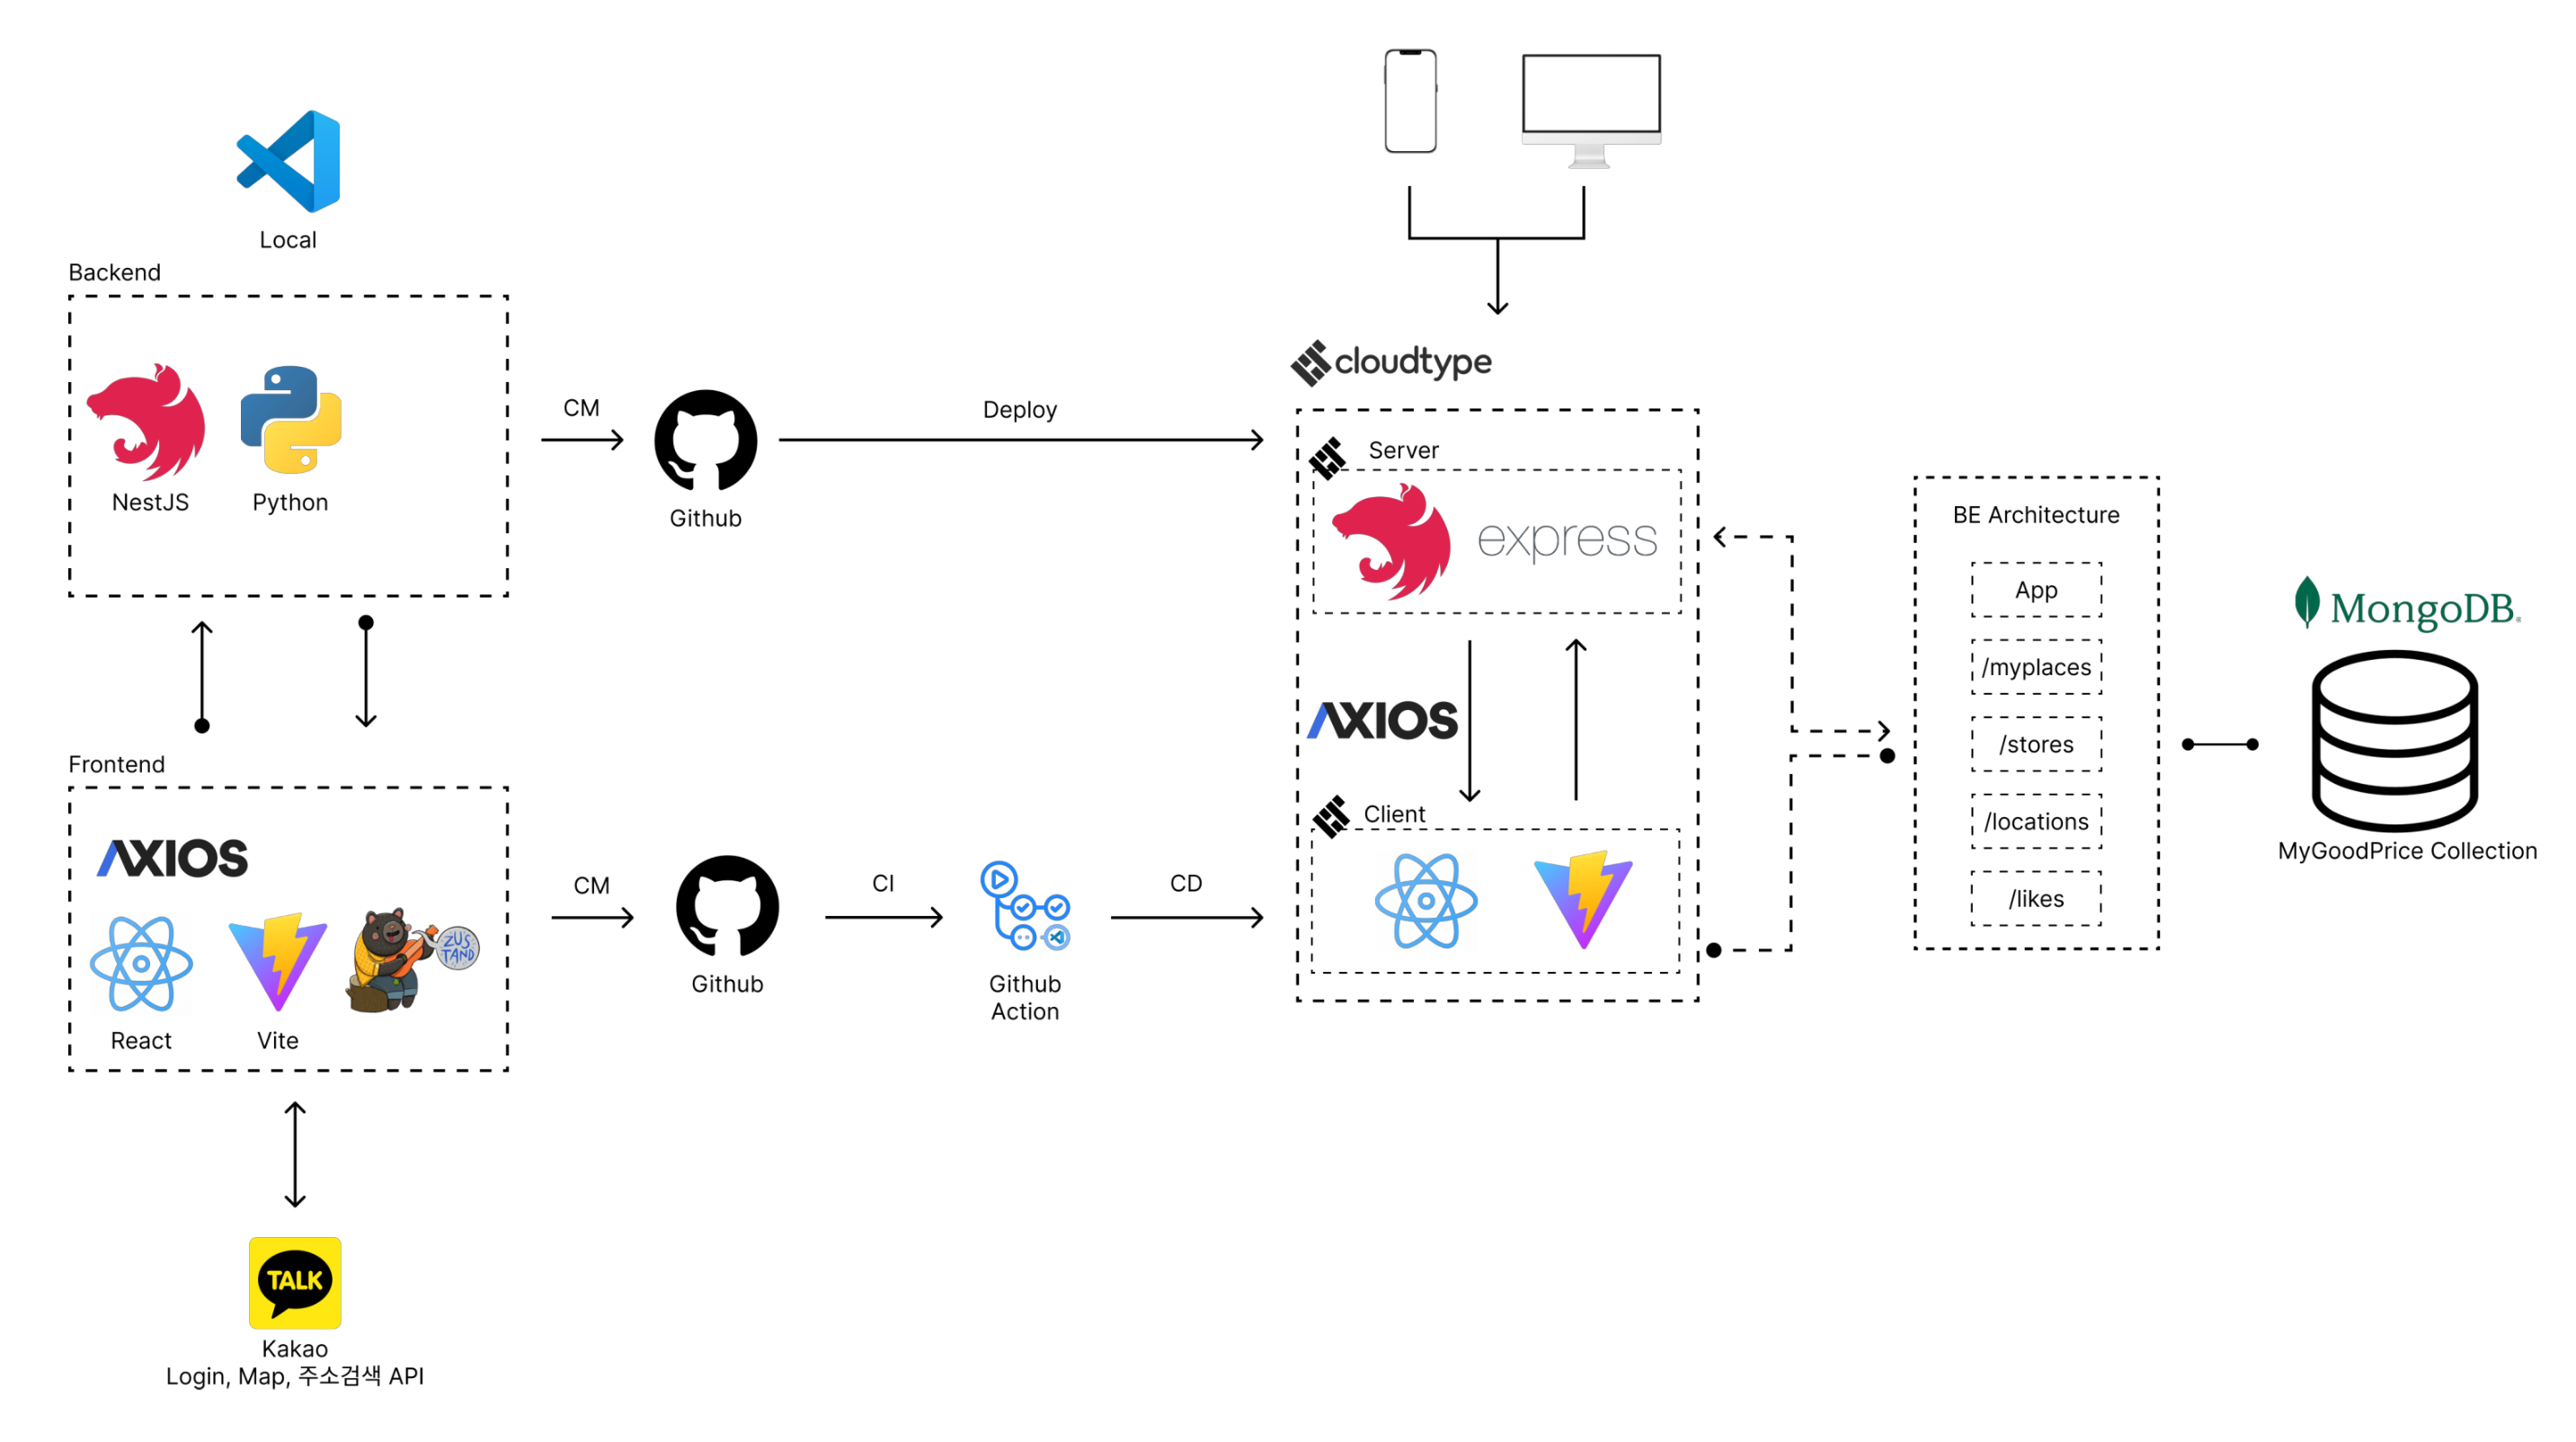 Local
Backend
NestJS
Python
CM
Github
Deploy
cloudtype
Server
express
AXIOS
Client
BE Architecture
App
/myplaces
/stores
/locations
/likes
MongoDB®
MyGoodPrice Collection
Frontend
AXIOS
ZUS
TAND
React
Vite
CM
Github
CI
Github
Action
CD
TALK
Kakao
Login, Map, 주소검색 API